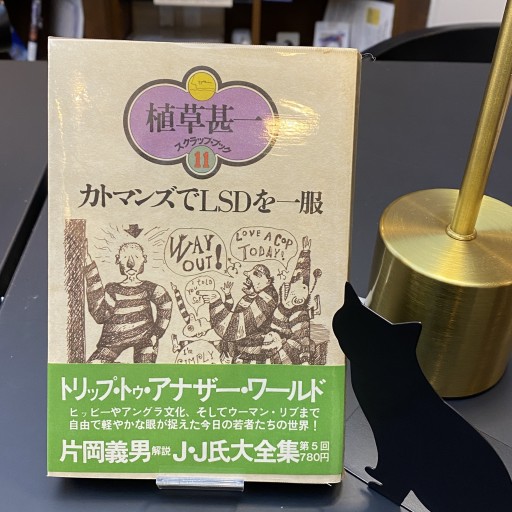 植草甚一
スクラップ・ブック
11
カトマンズでLSDを一服
WAY OUT!
LOVE A COP TODAY!
トリップ・トゥ・アナザー・ワールド
ヒッピーやアングラ文化、そしてウーマン・リブまで
自由で軽やかな眼が捉えた今日の若者たちの世界!
片岡義男解説 J・J氏大全集 第5回 780円